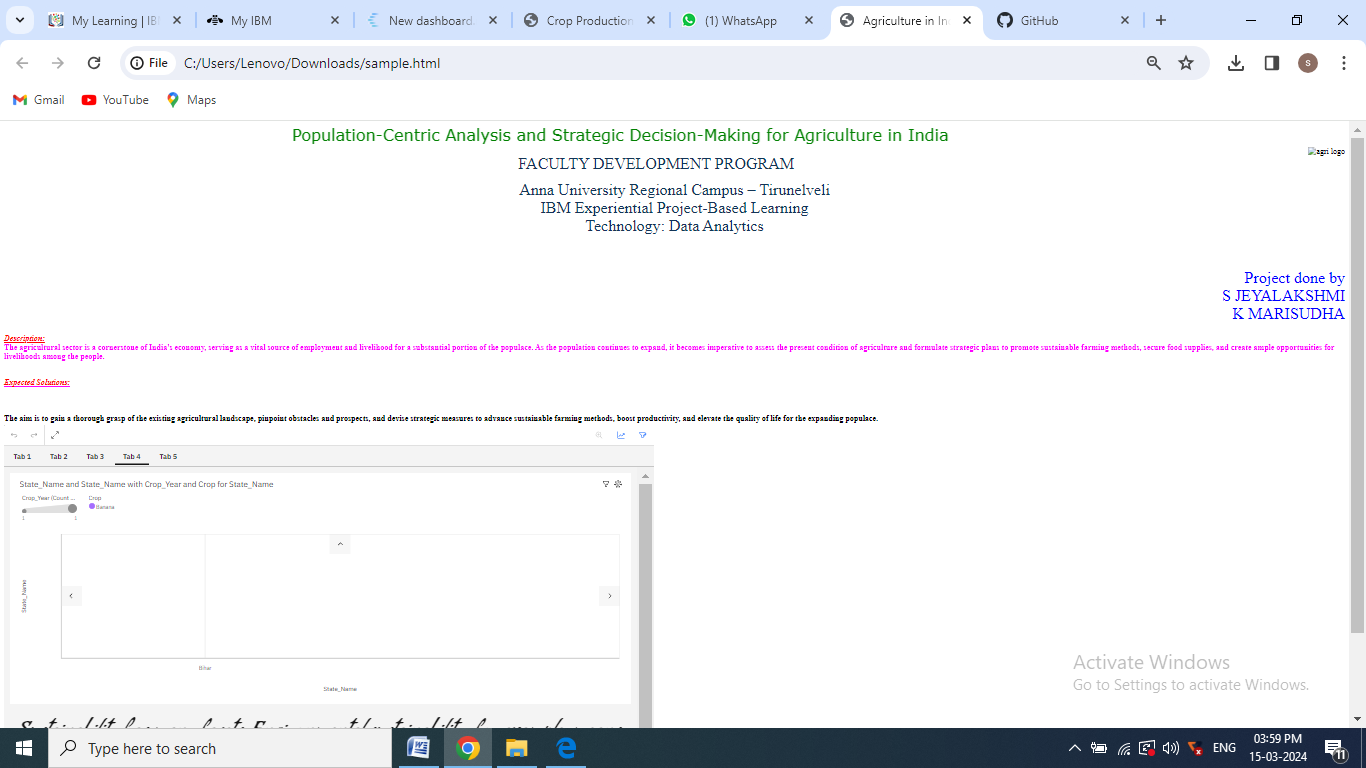 My Learning | IB
My IBM
New dashboard
Crop Production
(1) WhatsApp
Agriculture in In
GitHub
File
C:/Users/Lenovo/Downloads/sample.html
S
Gmail
YouTube
Maps
Population-Centric Analysis and Strategic Decision-Making for Agriculture in India
agri logo
FACULTY DEVELOPMENT PROGRAM
Anna University Regional Campus – Tirunelveli
IBM Experiential Project-Based Learning
Technology: Data Analytics
Project done by
S JEYALAKSHMI
K MARISUDHA
Description:
The agricultural sector is a cornerstone of India's economy, serving as a vital source of employment and livelihood for a substantial portion of the populace. As the population continues to expand, it becomes imperative to assess the present condition of agriculture and formulate strategic plans to promote sustainable farming methods, secure food supplies, and create ample opportunities for
livelihoods among the people.
Expected Solutions:
The aim is to gain a thorough grasp of the existing agricultural landscape, pinpoint obstacles and prospects, and devise strategic measures to advance sustainable farming methods, boost productivity, and elevate the quality of life for the expanding populace.
Tab 1 Tab 2 Tab 3 Tab 4 Tab 5
State_Name and State_Name with Crop_Year and Crop for State_Name
Crop_Year (Count ...
Crop
Banana
1 1
State_Name
Bihar
State_Name
Activate Windows
Go to Settings to activate Windows.
Type here to search
ENG
03:59 PM
15-03-2024
11